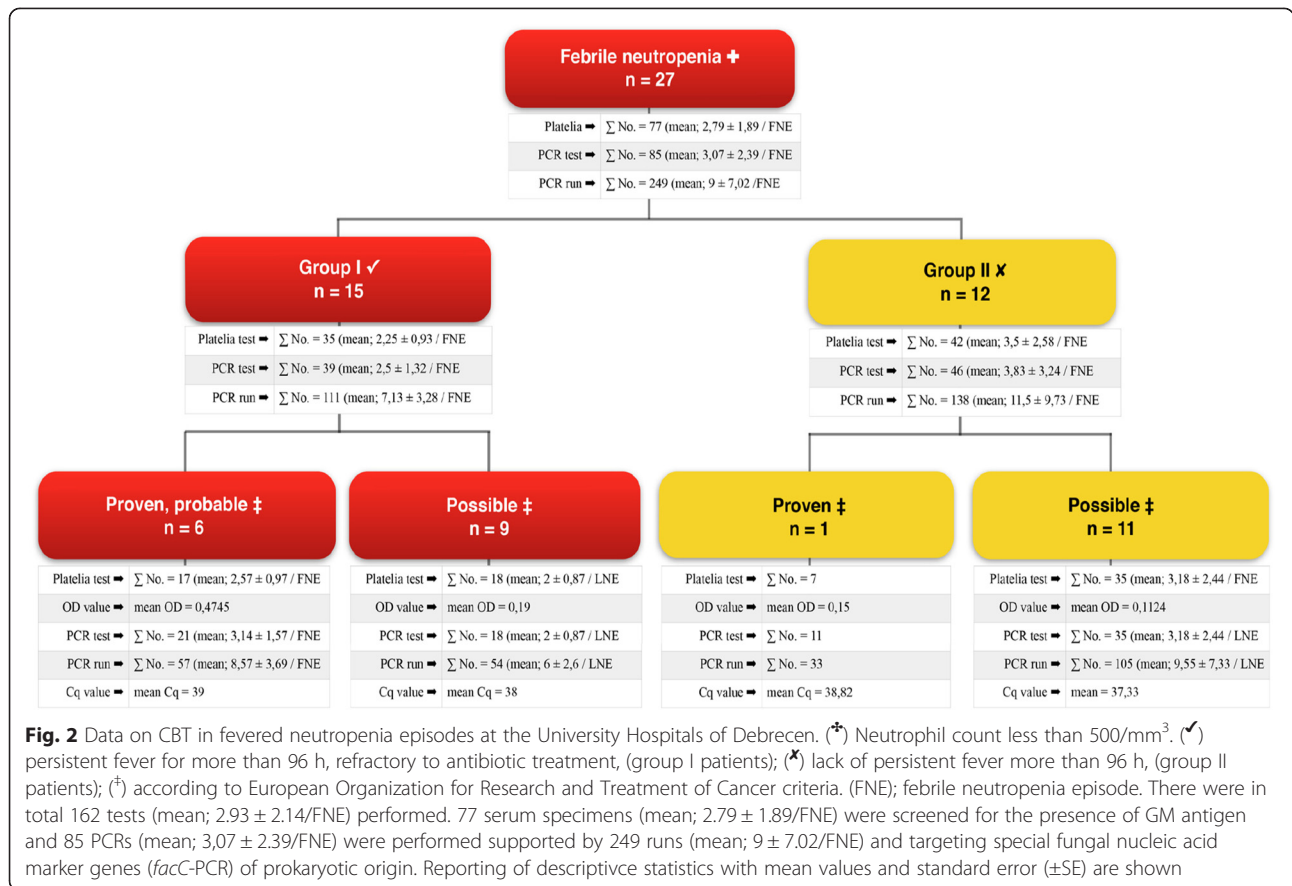 Febrile neutropenia ✚
n = 27
Platelia ➨ ∑ No. = 77 (mean; 2,79 ± 1,89 / FNE
PCR test ➨ ∑ No. = 85 (mean; 3,07 ± 2,39 / FNE
PCR run ➨ ∑ No. = 249 (mean; 9 ± 7,02 /FNE
Group I ✓
n = 15
Platelia test ➨ ∑ No. = 35 (mean; 2,25 ± 0,93 / FNE
PCR test ➨ ∑ No. = 39 (mean; 2,5 ± 1,32 / FNE
PCR run ➨ ∑ No. = 111 (mean; 7,13 ± 3,28 / FNE
Group II ✘
n = 12
Platelia test ➨ ∑ No. = 42 (mean; 3,5 ± 2,58 / FNE
PCR test ➨ ∑ No. = 46 (mean; 3,83 ± 3,24 / FNE
PCR run ➨ ∑ No. = 138 (mean; 11,5 ± 9,73 / FNE
Proven, probable ‡
n = 6
Platelia test ➨ ∑ No. = 17 (mean; 2,57 ± 0,97 / FNE
OD value ➨ mean OD = 0,4745
PCR test ➨ ∑ No. = 21 (mean; 3,14 ± 1,57 / FNE
PCR run ➨ ∑ No. = 57 (mean; 8,57 ± 3,69 / FNE
Cq value ➨ mean Cq = 39
Possible ‡
n = 9
Platelia test ➨ ∑ No. = 18 (mean; 2 ± 0,87 / LNE
OD value ➨ mean OD = 0,19
PCR test ➨ ∑ No. = 18 (mean; 2 ± 0,87 / LNE
PCR run ➨ ∑ No. = 54 (mean; 6 ± 2,6 / LNE
Cq value ➨ mean Cq = 38
Proven ‡
n = 1
Platelia test ➨ ∑ No. = 7
OD value ➨ mean OD = 0,15
PCR test ➨ ∑ No. = 11
PCR run ➨ ∑ No. = 33
Cq value ➨ mean Cq = 38,82
Possible ‡
n = 11
Platelia test ➨ ∑ No. = 35 (mean; 3,18 ± 2,44 / FNE
OD value ➨ mean OD = 0,1124
PCR test ➨ ∑ No. = 35 (mean; 3,18 ± 2,44 / LNE
PCR run ➨ ∑ No. = 105 (mean; 9,55 ± 7,33 / LNE
Cq value ➨ mean = 37,33
Fig. 2 Data on CBT in fevered neutropenia episodes at the University Hospitals of Debrecen. (✤) Neutrophil count less than 500/mm³. (✔)
persistent fever for more than 96 h, refractory to antibiotic treatment, (group I patients); (✘) lack of persistent fever more than 96 h, (group II
patients); (‡) according to European Organization for Research and Treatment of Cancer criteria. (FNE); febrile neutropenia episode. There were in
total 162 tests (mean; 2.93 ± 2.14/FNE) performed. 77 serum specimens (mean; 2.79 ± 1.89/FNE) were screened for the presence of GM antigen
and 85 PCRs (mean; 3,07 ± 2.39/FNE) were performed supported by 249 runs (mean; 9 ± 7.02/FNE) and targeting special fungal nucleic acid
marker genes (facC-PCR) of prokaryotic origin. Reporting of descriptivce statistics with mean values and standard error (±SE) are shown